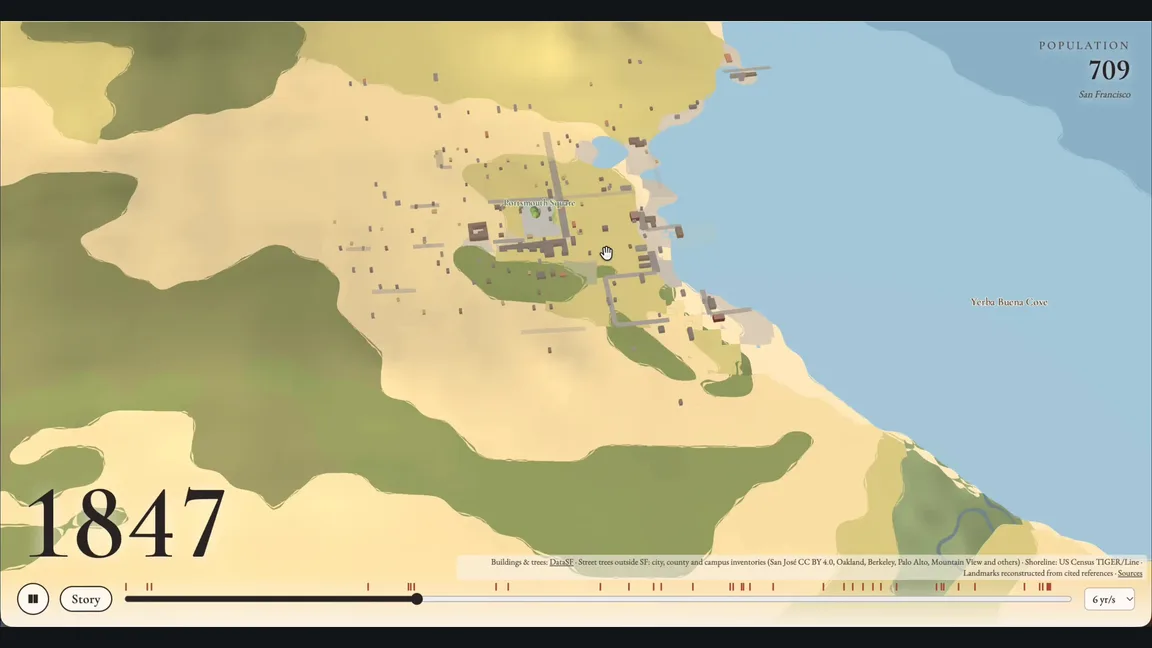 POPULATION
709
San Francisco
Portsmouth Square
Yerba Buena Cove
1847
Buildings & trees: DataSF · Street trees outside SF: city, county and campus inventories (San José CC BY 4.0, Oakland, Berkeley, Palo Alto, Mountain View and others) · Shoreline: US Census TIGER/Line ·
Landmarks reconstructed from cited references · Sources
Story
6 yr/s